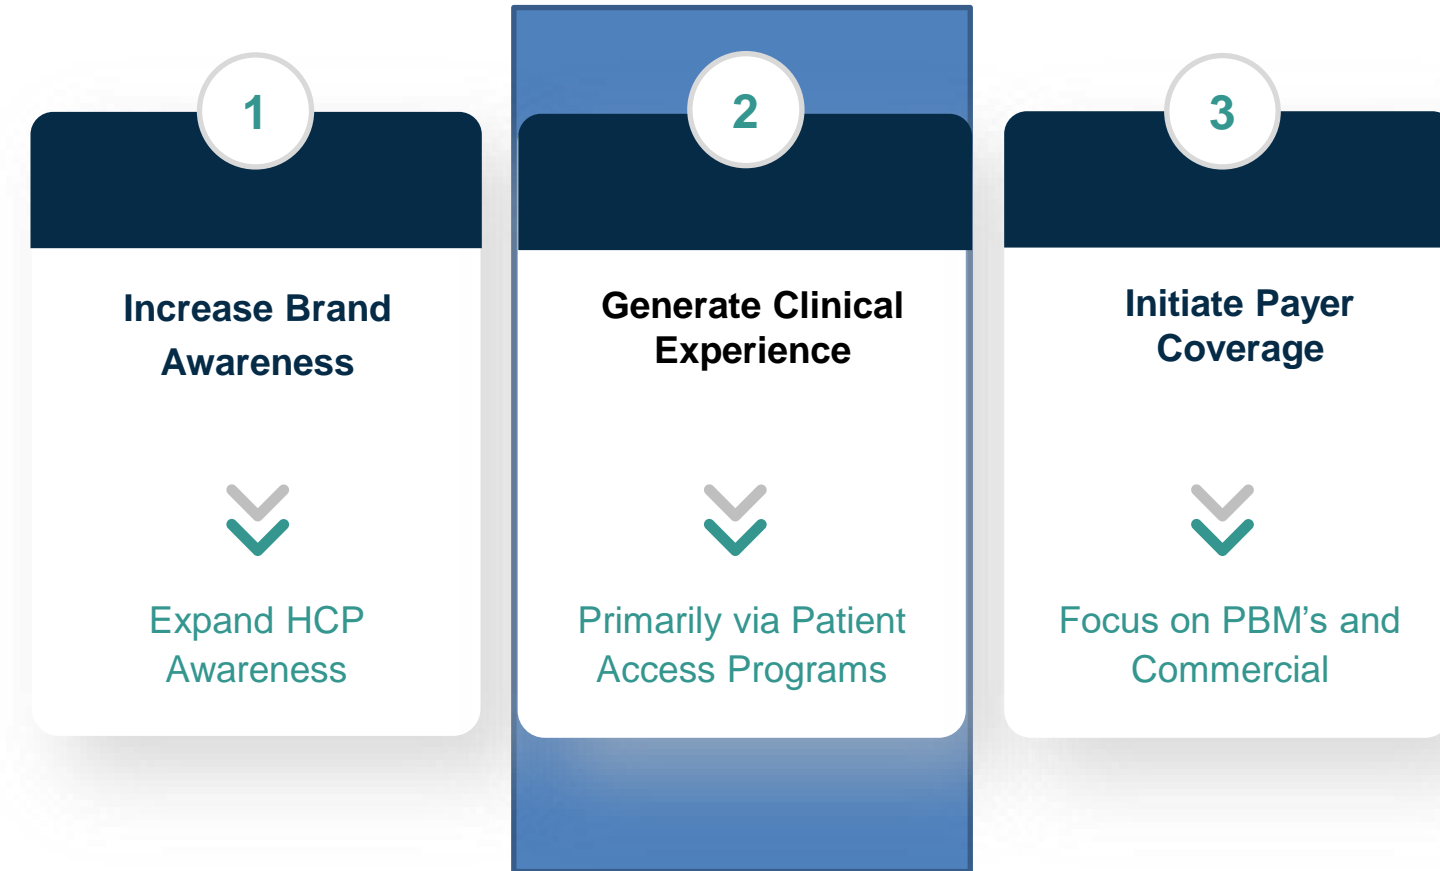 1
Increase Brand
Awareness
Expand HCP
Awareness
2
Generate Clinical
Experience
Primarily via Patient
Access Programs
3
Initiate Payer
Coverage
Focus on PBM’s and
Commercial